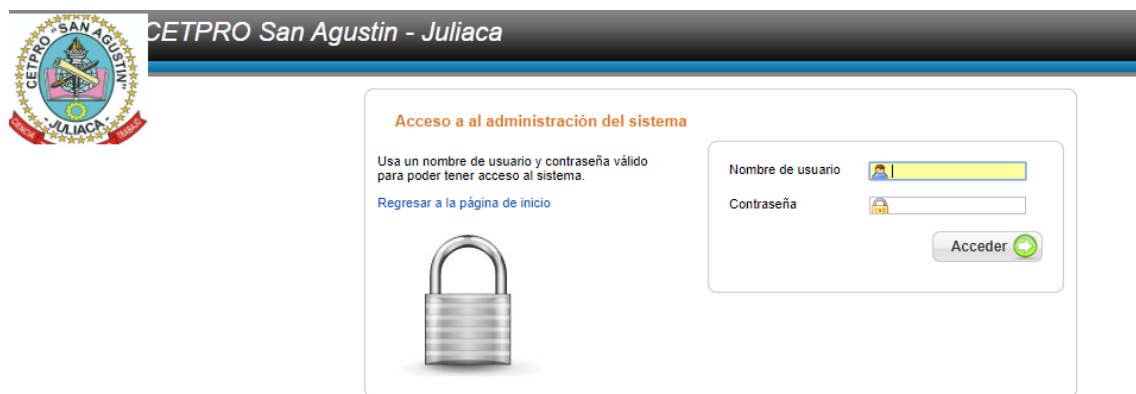 CETPRO San Agustin - Juliaca
CETPRO "SAN AGUSTIN"
- JULIACA -
CIENCIA
TRABAJO
Acceso a al administración del sistema
Usa un nombre de usuario y contraseña válido
para poder tener acceso al sistema.
Regresar a la página de inicio
Nombre de usuario
Contraseña
Acceder